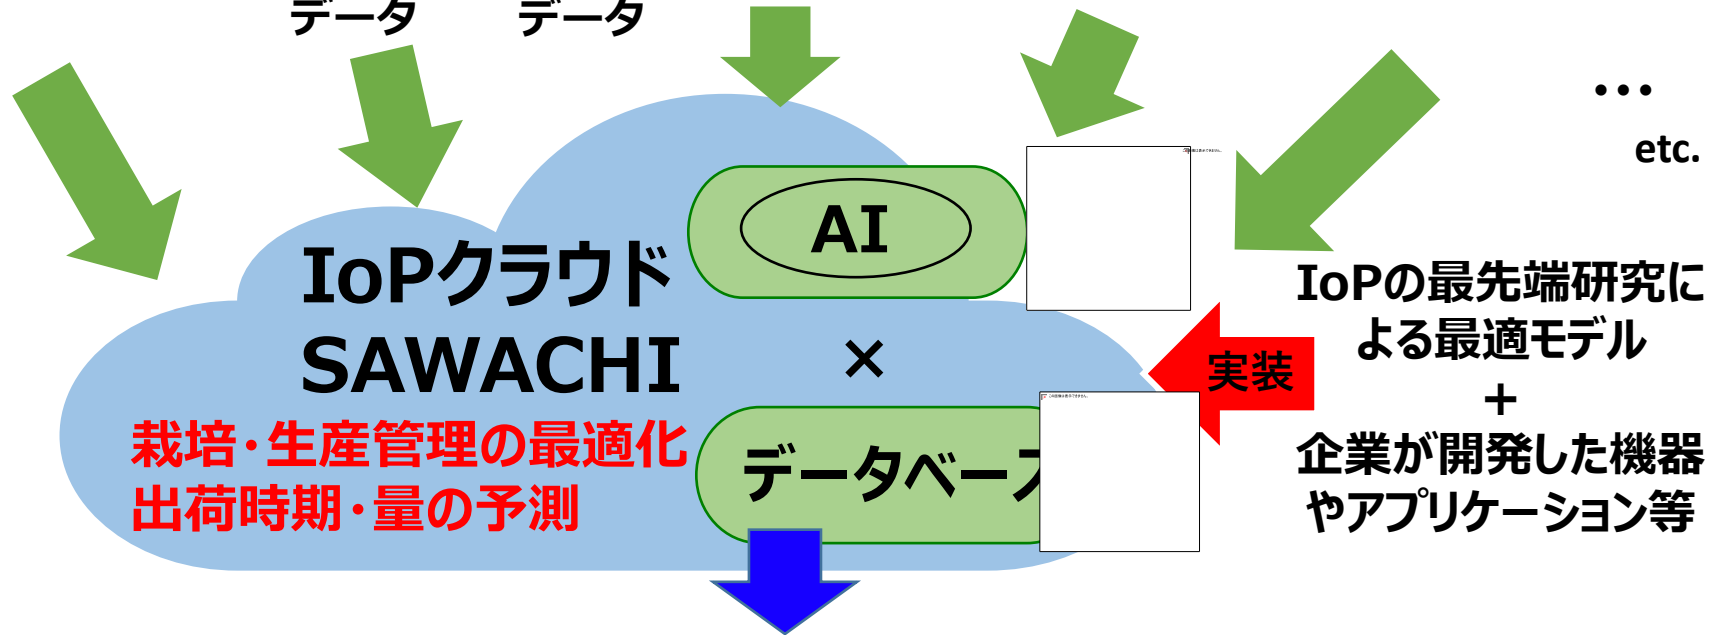 データ データ
…
etc.
AI
IoPクラウド
SAWACHI
×
栽培・生産管理の最適化
出荷時期・量の予測
データベース
実装
IoPの最先端研究に
よる最適モデル
+
企業が開発した機器
やアプリケーション等